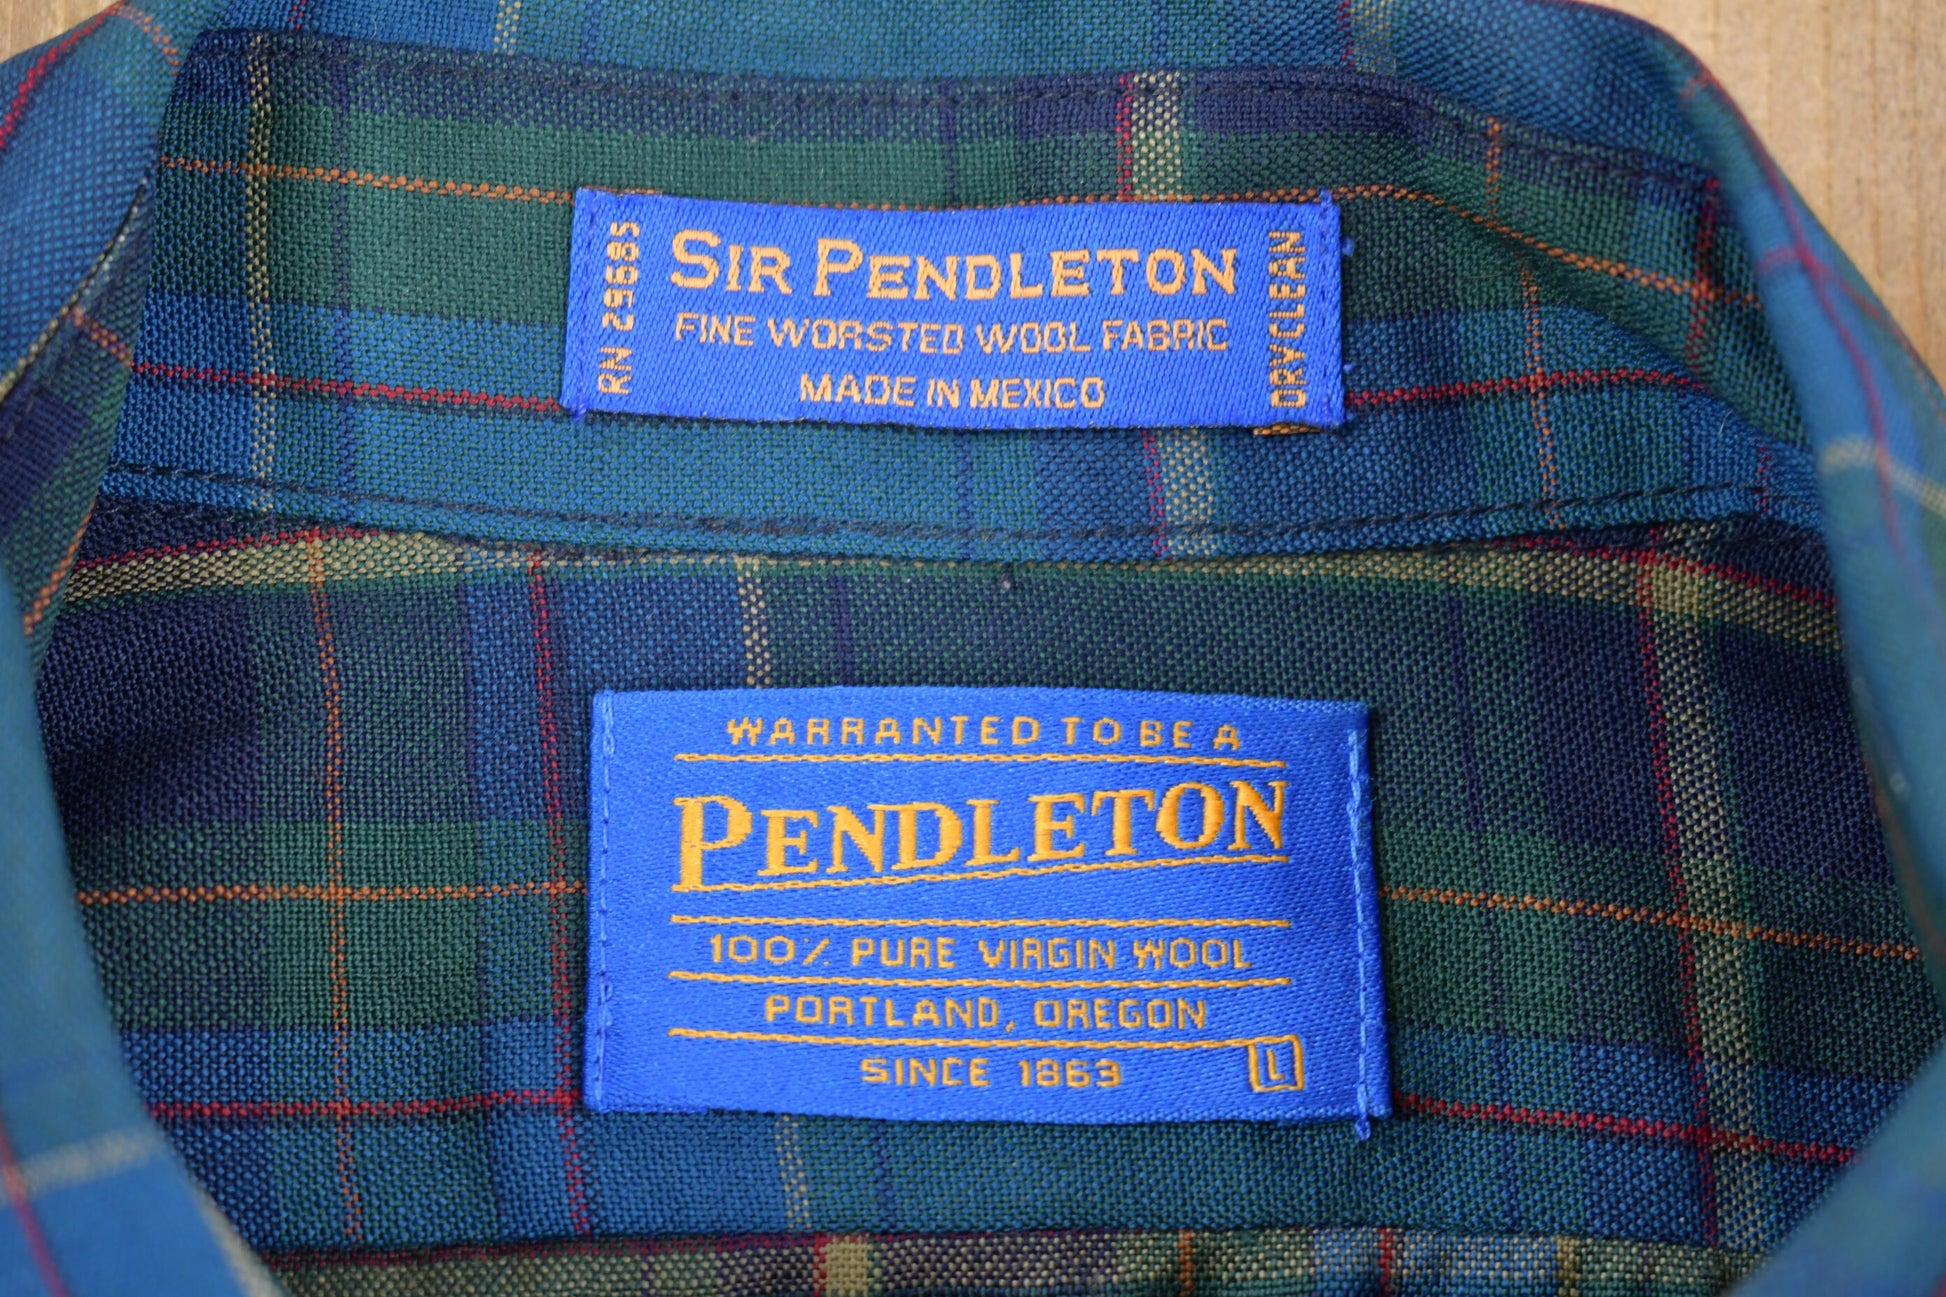 RN 29685
SIR PENDLETON
FINE WORSTED WOOL FABRIC
MADE IN MEXICO
DRYCLEAN
WARRANTED TO BE A
PENDLETON
100% PURE VIRGIN WOOL
PORTLAND, OREGON
SINCE 1863
L